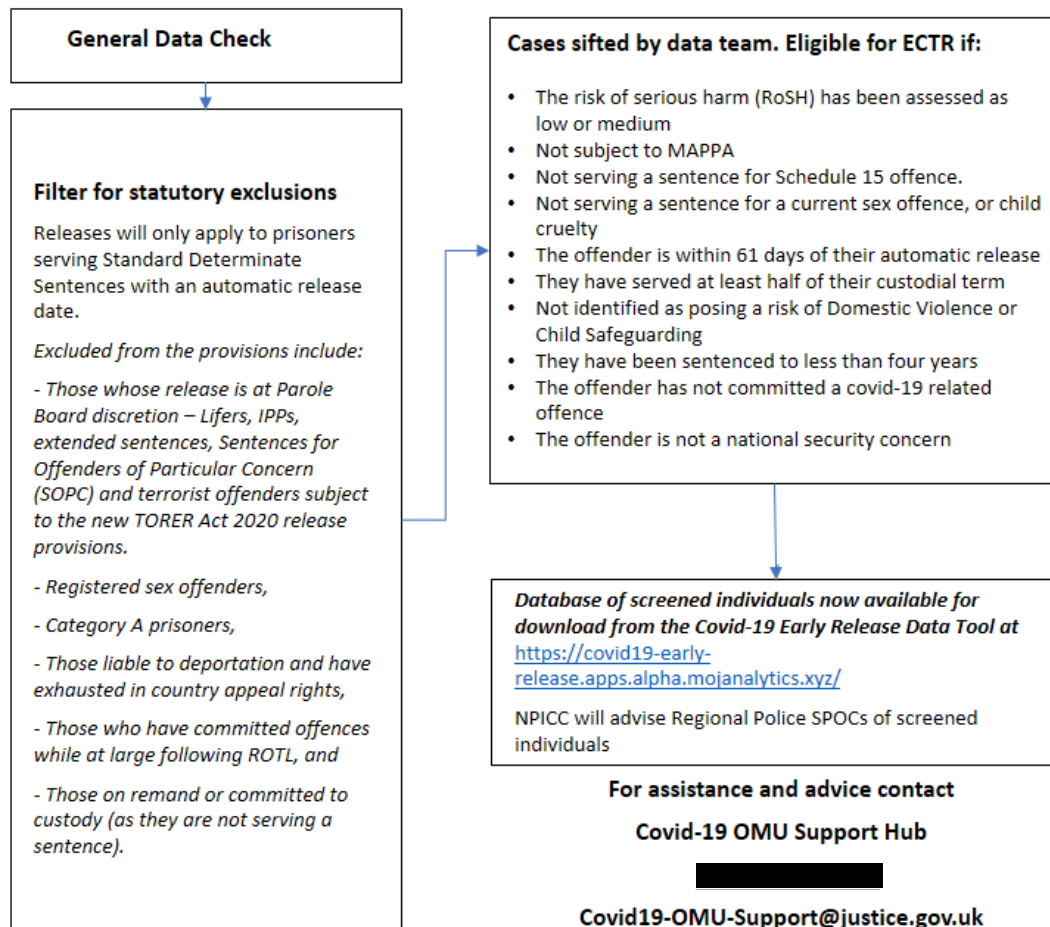 General Data Check
Filter for statutory exclusions
Releases will only apply to prisoners
serving Standard Determinate
Sentences with an automatic release
date.
Excluded from the provisions include:
- Those whose release is at Parole
Board discretion – Lifers, IPPs,
extended sentences, Sentences for
Offenders of Particular Concern
(SOPC) and terrorist offenders subject
to the new TORER Act 2020 release
provisions.
- Registered sex offenders,
- Category A prisoners,
- Those liable to deportation and have
exhausted in country appeal rights,
- Those who have committed offences
while at large following ROTL, and
- Those on remand or committed to
custody (as they are not serving a
sentence).
Cases sifted by data team. Eligible for ECTR if:
• The risk of serious harm (RoSH) has been assessed as
low or medium
• Not subject to MAPPA
• Not serving a sentence for Schedule 15 offence.
• Not serving a sentence for a current sex offence, or child
cruelty
• The offender is within 61 days of their automatic release
• They have served at least half of their custodial term
• Not identified as posing a risk of Domestic Violence or
Child Safeguarding
• They have been sentenced to less than four years
• The offender has not committed a covid-19 related
offence
• The offender is not a national security concern
Database of screened individuals now available for
download from the Covid-19 Early Release Data Tool at
https://covid19-early-
release.apps.alpha.mojanalytics.xyz/
NPICC will advise Regional Police SPOCs of screened
individuals
For assistance and advice contact
Covid-19 OMU Support Hub
Covid19-OMU-Support@justice.gov.uk